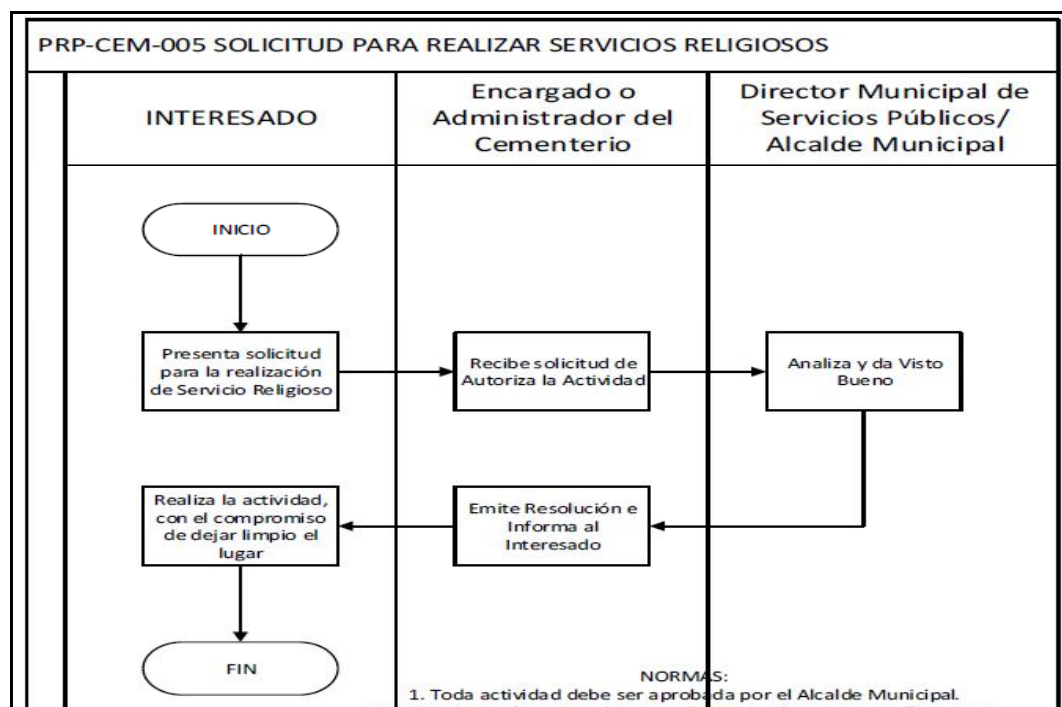 PRP-CEM-005 SOLICITUD PARA REALIZAR SERVICIOS RELIGIOSOS
INTERESADO
Encargado o
Administrador del
Cementerio
Director Municipal de
Servicios Públicos/
Alcalde Municipal
INICIO
Presenta solicitud
para la realización
de Servicio Religioso
Recibe solicitud de
Autoriza la Actividad
Analiza y da Visto
Bueno
Realiza la actividad,
con el compromiso
de dejar limpio el
lugar
Emite Resolución e
Informa al
Interesado
FIN
NORMAS:
1. Toda actividad debe ser aprobada por el Alcalde Municipal.